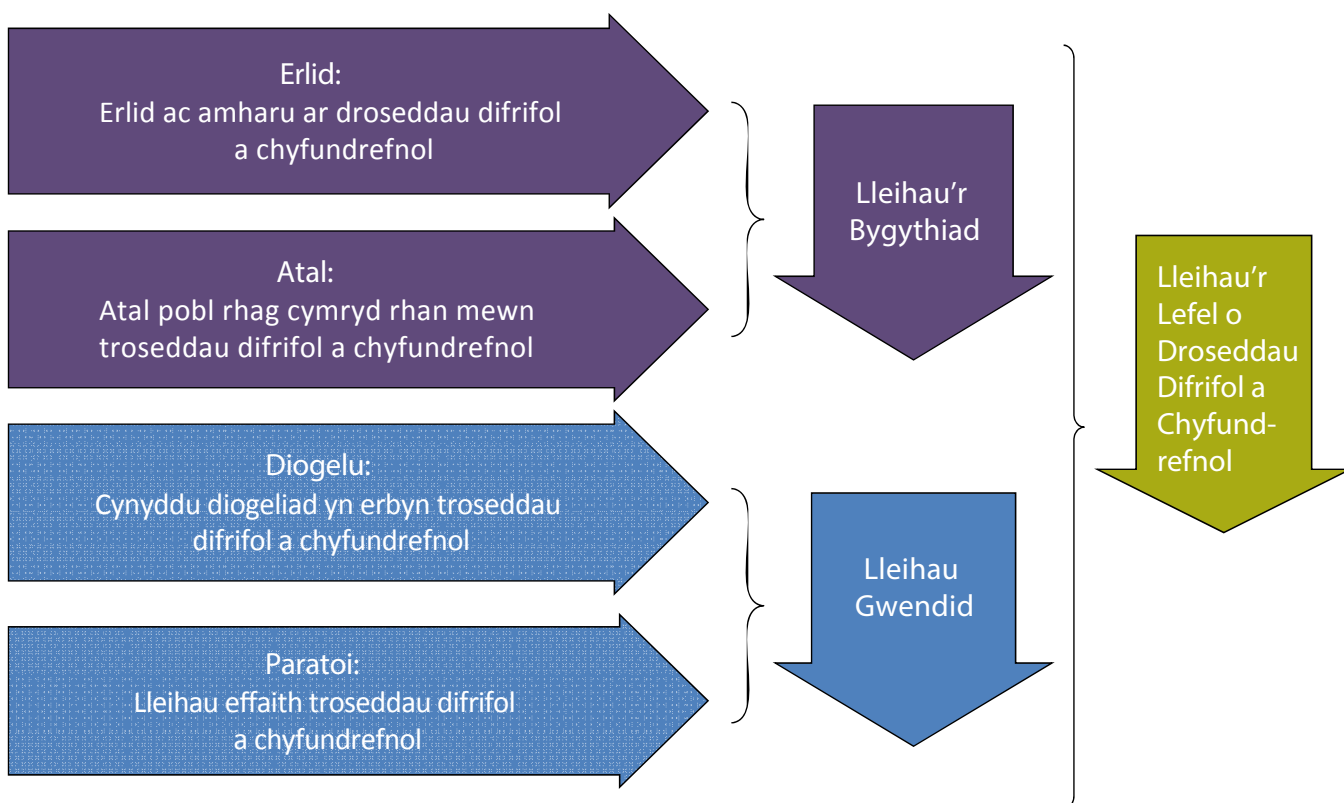 Erlid:
Erlid ac amharu ar droseddau difrifol
a chyfundrefnol
Atal:
Atal pobl rhag cymryd rhan mewn
troseddau difrifol a chyfundrefnol
Diogelu:
Cynyddu diogeliad yn erbyn troseddau
difrifol a chyfundrefnol
Paratoi:
Lleihau effaith troseddau difrifol
a chyfundrefnol
Lleihau'r
Bygythiad
Lleihau
Gwendid
Lleihau'r
Lefel o
Droseddau
Difrifol a
Chyfund-
refnol